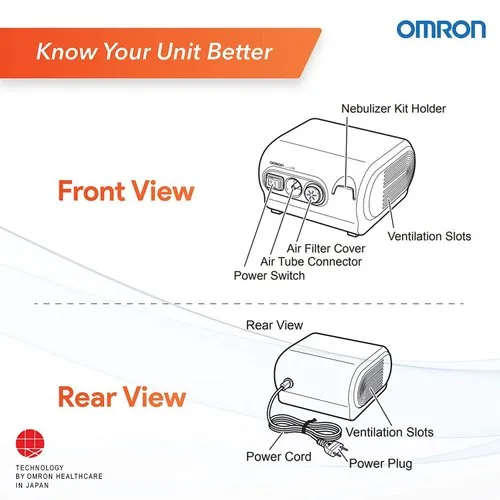 Know Your Unit Better
OMRON
Nebulizer Kit Holder
OMRON
Front View
Ventilation Slots
Air Filter Cover
Air Tube Connector
Power Switch
Rear View
Rear View
Ventilation Slots
Power Cord
Power Plug
TECHNOLOGY
BY OMRON HEALTHCARE
IN JAPAN